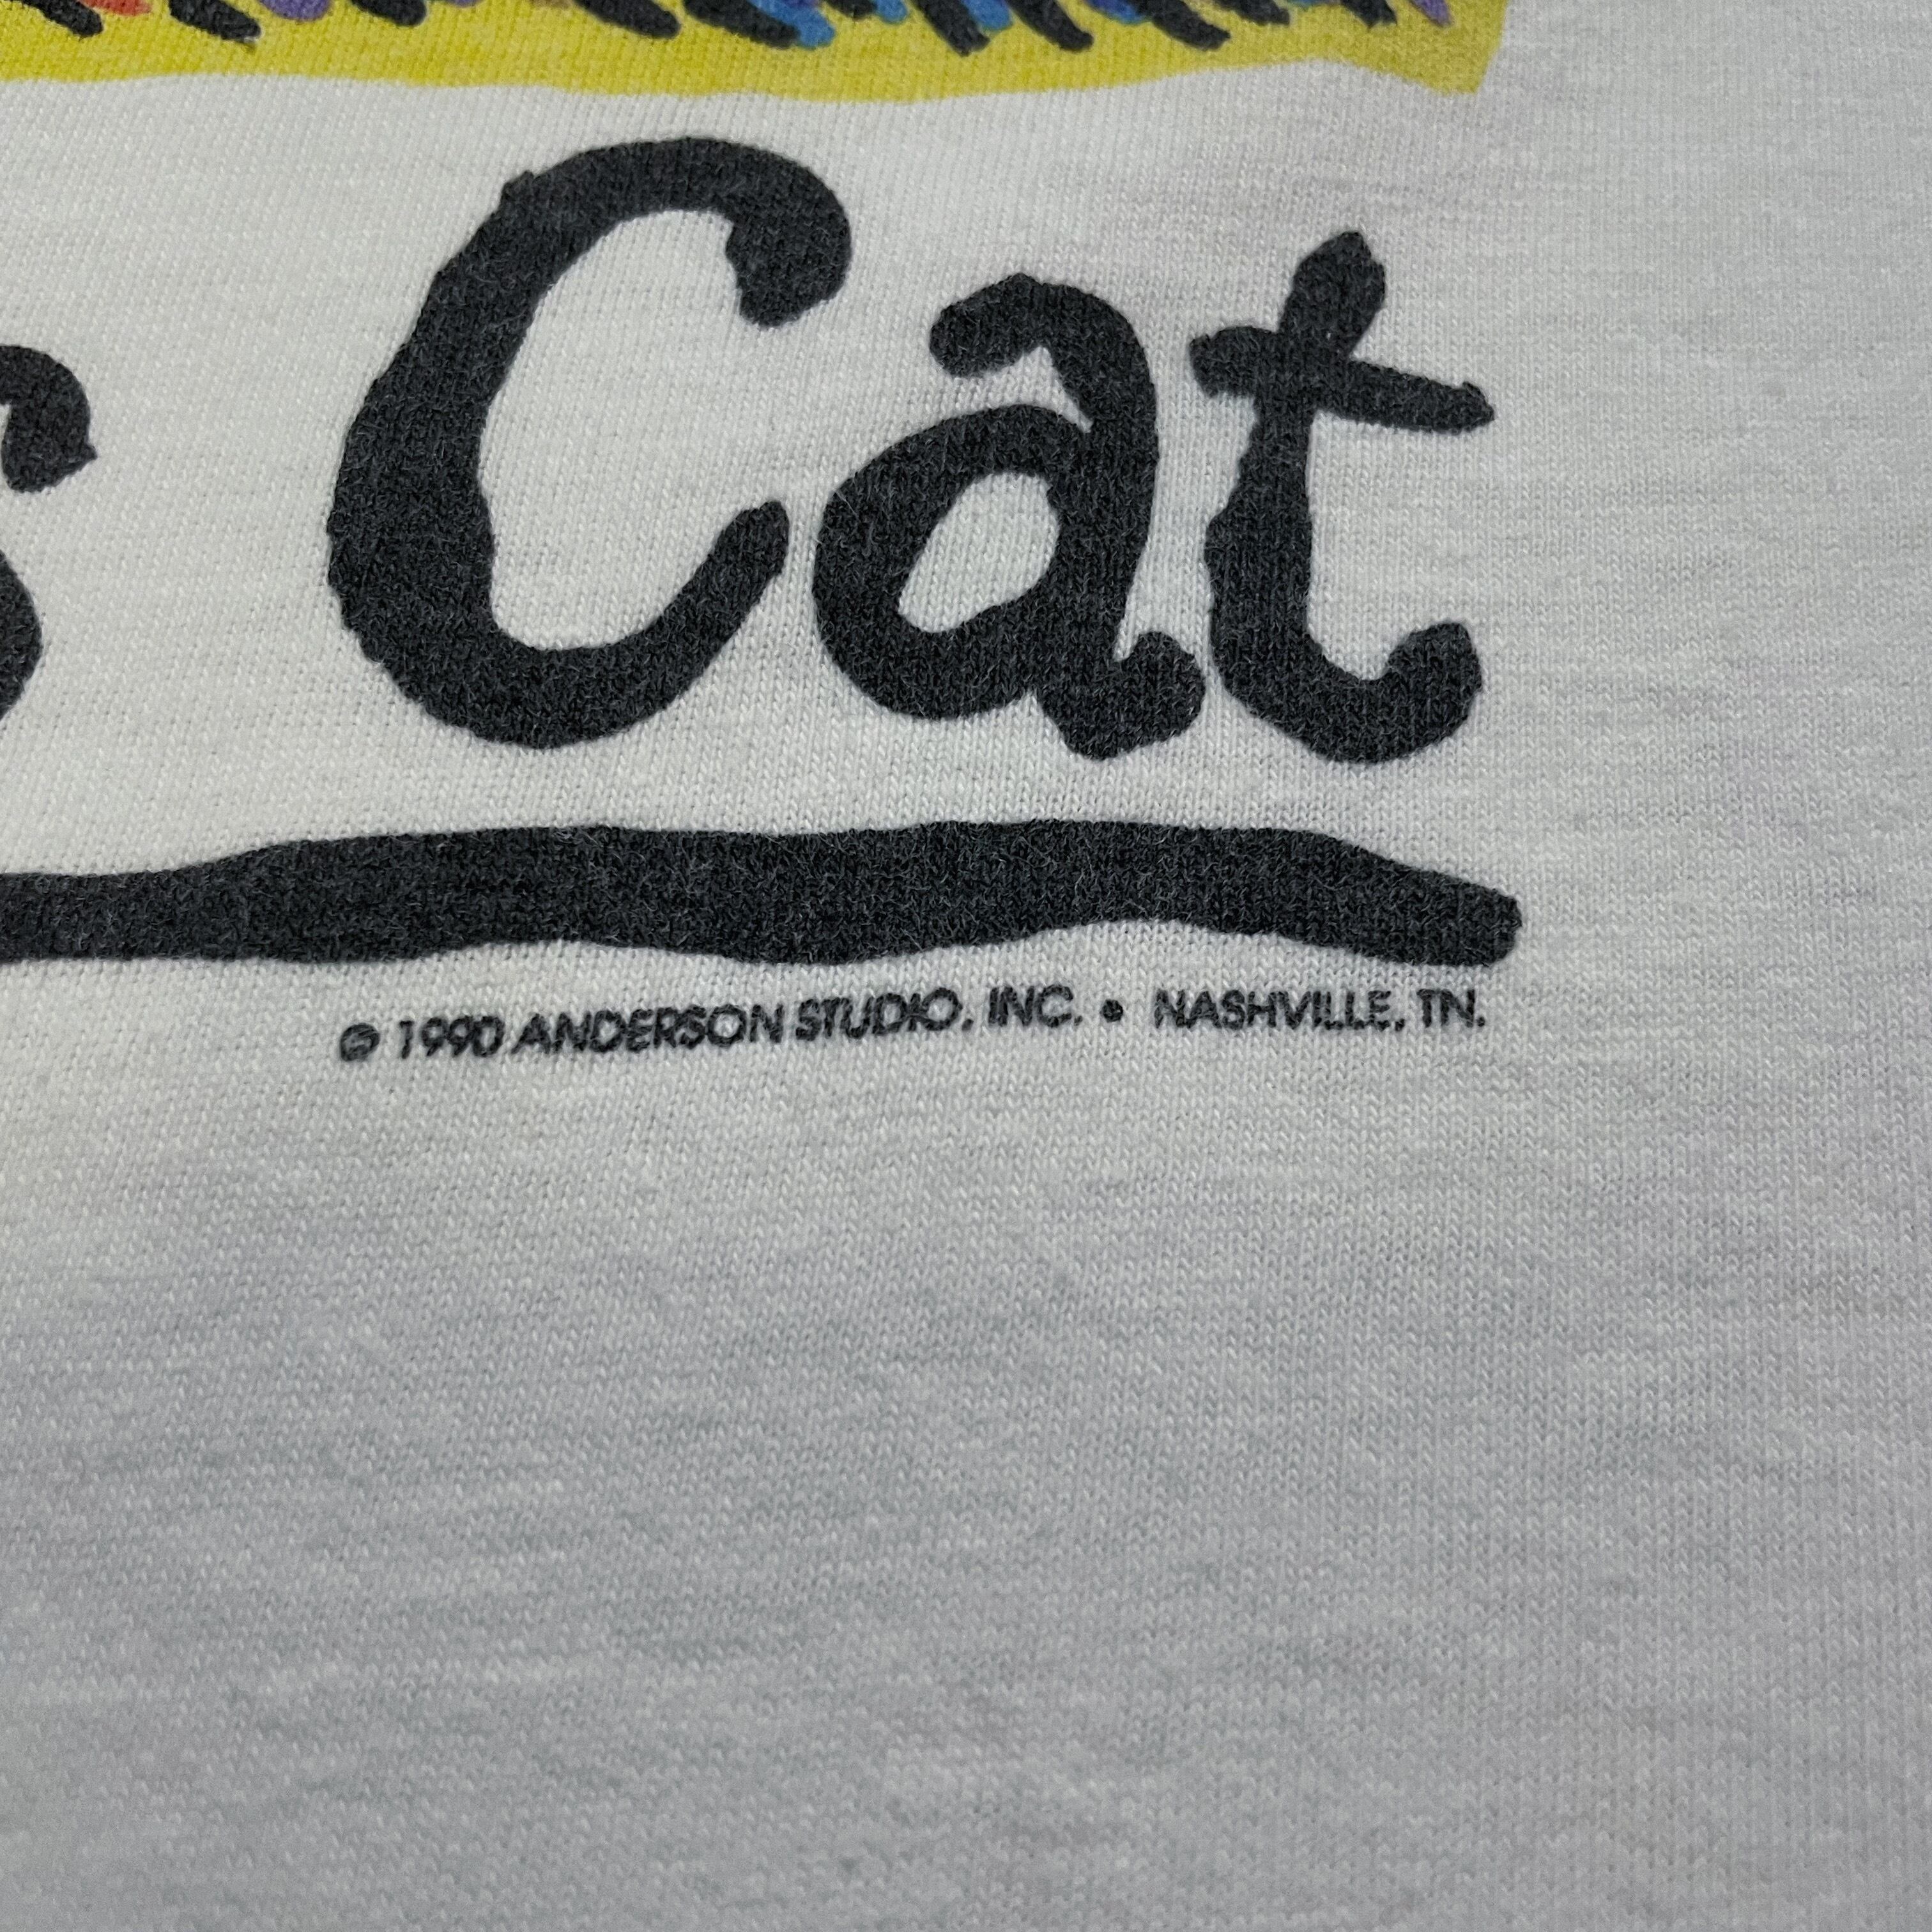 s Cat
© 1990 ANDERSON STUDIO, INC. • NASHVILLE, TN.